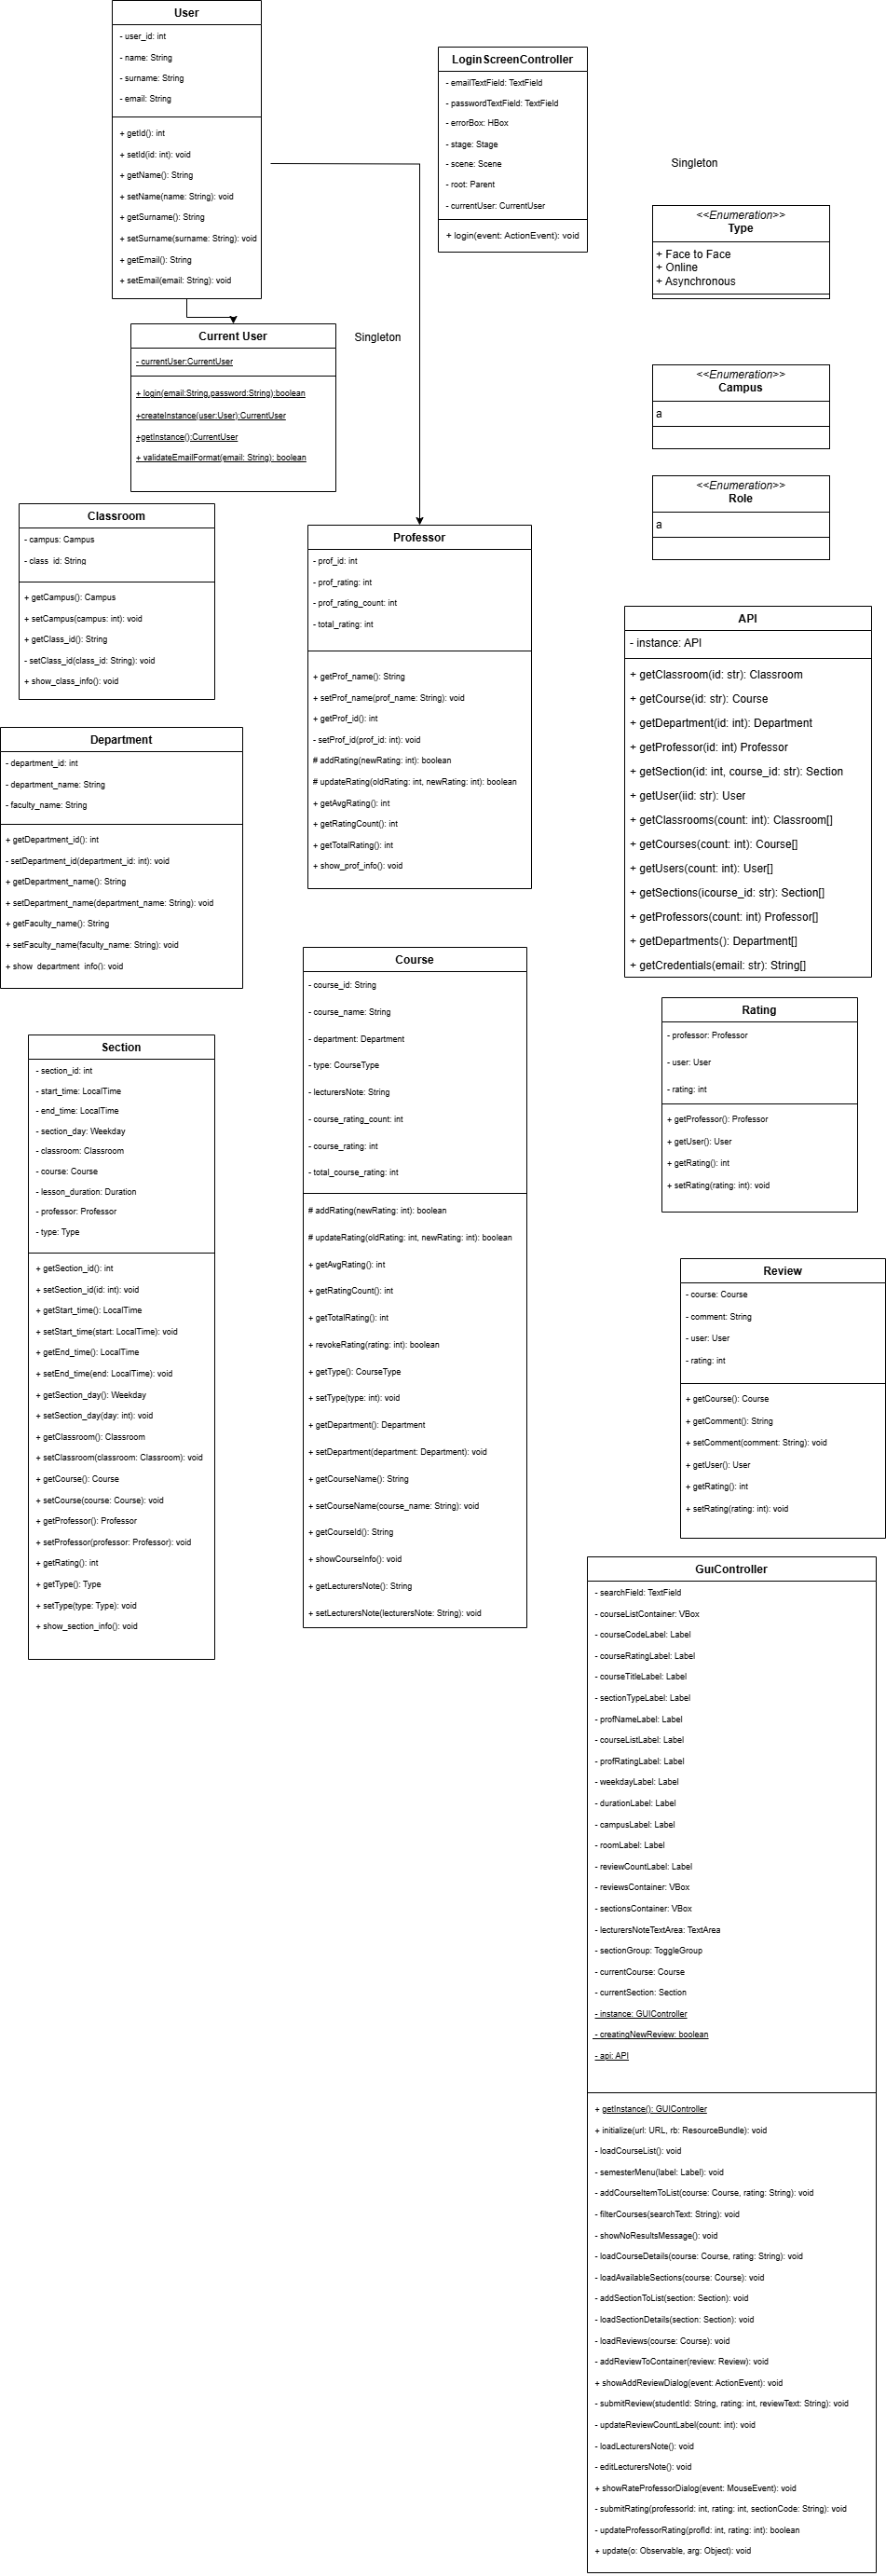 User
- user_id: int
- name: String
- surname: String
- email: String
+ getId(): int
+ setId(id: int): void
+ getName(): String
+ setName(name: String): void
+ getSurname(): String
+ setSurname(surname: String): void
+ getEmail(): String
+ setEmail(email: String): void
LoginScreenController
- emailTextField: TextField
- passwordTextField: TextField
- errorBox: HBox
- stage: Stage
- scene: Scene
- root: Parent
- currentUser: CurrentUser
+ login(event: ActionEvent): void
Singleton
<<Enumeration>>
Type
+ Face to Face
+ Online
+ Asynchronous
Current User
- currentUser:CurrentUser
+ login(email:String,password:String):boolean
+createInstance(user:User):CurrentUser
+getInstance():CurrentUser
+ validateEmailFormat(email: String): boolean
Singleton
<<Enumeration>>
Campus
a
<<Enumeration>>
Role
a
Classroom
- campus: Campus
- class_id: String
+ getCampus(): Campus
+ setCampus(campus: int): void
+ getClass_id(): String
- setClass_id(class_id: String): void
+ show_class_info(): void
Professor
- prof_id: int
- prof_rating: int
- prof_rating_count: int
- total_rating: int
+ getProf_name(): String
+ setProf_name(prof_name: String): void
+ getProf_id(): int
- setProf_id(prof_id: int): void
# addRating(newRating: int): boolean
# updateRating(oldRating: int, newRating: int): boolean
+ getAvgRating(): int
+ getRatingCount(): int
+ getTotalRating(): int
+ show_prof_info(): void
API
- instance: API
+ getClassroom(id: str): Classroom
+ getCourse(id: str): Course
+ getDepartment(id: int): Department
+ getProfessor(id: int) Professor
+ getSection(id: int, course_id: str): Section
+ getUser(iid: str): User
+ getClassrooms(count: int): Classroom[]
+ getCourses(count: int): Course[]
+ getUsers(count: int): User[]
+ getSections(icourse_id: str): Section[]
+ getProfessors(count: int) Professor[]
+ getDepartments(): Department[]
+ getCredentials(email: str): String[]
Department
- department_id: int
- department_name: String
- faculty_name: String
+ getDepartment_id(): int
- setDepartment_id(department_id: int): void
+ getDepartment_name(): String
+ setDepartment_name(department_name: String): void
+ getFaculty_name(): String
+ setFaculty_name(faculty_name: String): void
+ show_department_info(): void
Course
- course_id: String
- course_name: String
- department: Department
- type: CourseType
- lecturersNote: String
- course_rating_count: int
- course_rating: int
- total_course_rating: int
# addRating(newRating: int): boolean
# updateRating(oldRating: int, newRating: int): boolean
+ getAvgRating(): int
+ getRatingCount(): int
+ getTotalRating(): int
+ revokeRating(rating: int): boolean
+ getType(): CourseType
+ setType(type: int): void
+ getDepartment(): Department
+ setDepartment(department: Department): void
+ getCourseName(): String
+ setCourseName(course_name: String): void
+ getCourseId(): String
+ showCourseInfo(): void
+ getLecturersNote(): String
+ setLecturersNote(lecturersNote: String): void
Rating
- professor: Professor
- user: User
- rating: int
+ getProfessor(): Professor
+ getUser(): User
+ getRating(): int
+ setRating(rating: int): void
Section
- section_id: int
- start_time: LocalTime
- end_time: LocalTime
- section_day: Weekday
- classroom: Classroom
- course: Course
- lesson_duration: Duration
- professor: Professor
- type: Type
+ getSection_id(): int
+ setSection_id(id: int): void
+ getStart_time(): LocalTime
+ setStart_time(start: LocalTime): void
+ getEnd_time(): LocalTime
+ setEnd_time(end: LocalTime): void
+ getSection_day(): Weekday
+ setSection_day(day: int): void
+ getClassroom(): Classroom
+ setClassroom(classroom: Classroom): void
+ getCourse(): Course
+ setCourse(course: Course): void
+ getProfessor(): Professor
+ setProfessor(professor: Professor): void
+ getRating(): int
+ getType(): Type
+ setType(type: Type): void
+ show_section_info(): void
Review
- course: Course
- comment: String
- user: User
- rating: int
+ getCourse(): Course
+ getComment(): String
+ setComment(comment: String): void
+ getUser(): User
+ getRating(): int
+ setRating(rating: int): void
GuiController
- searchField: TextField
- courseListContainer: VBox
- courseCodeLabel: Label
- courseRatingLabel: Label
- courseTitleLabel: Label
- sectionTypeLabel: Label
- profNameLabel: Label
- courseListLabel: Label
- profRatingLabel: Label
- weekdayLabel: Label
- durationLabel: Label
- campusLabel: Label
- roomLabel: Label
- reviewCountLabel: Label
- reviewsContainer: VBox
- sectionsContainer: VBox
- lecturersNoteTextArea: TextArea
- sectionGroup: ToggleGroup
- currentCourse: Course
- currentSection: Section
- instance: GUIController
- creatingNewReview: boolean
- api: API
+ getInstance(): GUIController
+ initialize(url: URL, rb: ResourceBundle): void
- loadCourseList(): void
- semesterMenu(label: Label): void
- addCourseItemToList(course: Course, rating: String): void
- filterCourses(searchText: String): void
- showNoResultsMessage(): void
- loadCourseDetails(course: Course, rating: String): void
- loadAvailableSections(course: Course): void
- addSectionToList(section: Section): void
- loadSectionDetails(section: Section): void
- loadReviews(course: Course): void
- addReviewToContainer(review: Review): void
+ showAddReviewDialog(event: ActionEvent): void
- submitReview(studentId: String, rating: int, reviewText: String): void
- updateReviewCountLabel(count: int): void
- loadLecturersNote(): void
- editLecturersNote(): void
+ showRateProfessorDialog(event: MouseEvent): void
- submitRating(professorId: int, rating: int, sectionCode: String): void
- updateProfessorRating(profId: int, rating: int): boolean
+ update(o: Observable, arg: Object): void